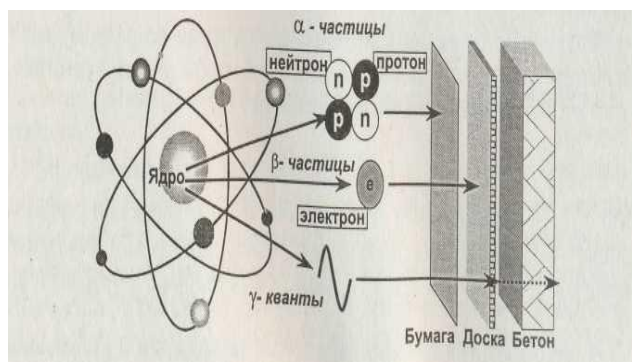 α - частицы
нейтрон
протон
n
p
p
n
Ядро
β- частицы
e
электрон
γ- кванты
Бумага Доска Бетон